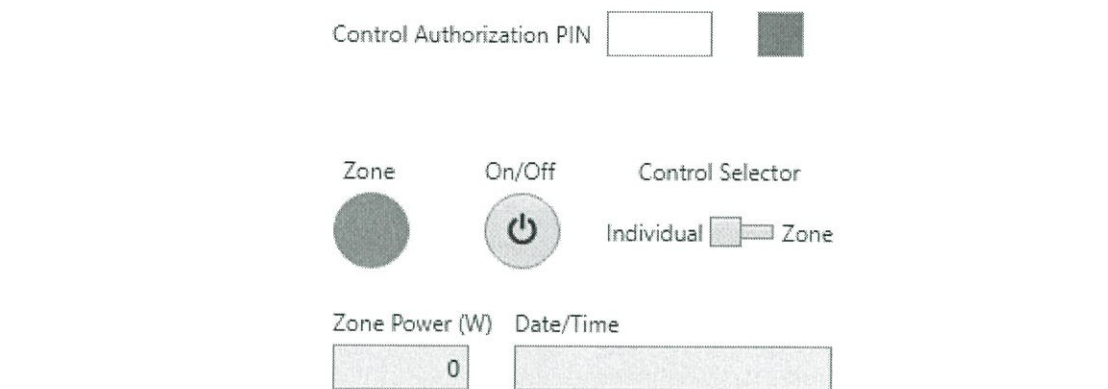 Control Authorization PIN
Zone On/Off Control Selector
Individual Zone
Zone Power (W) Date/Time
0